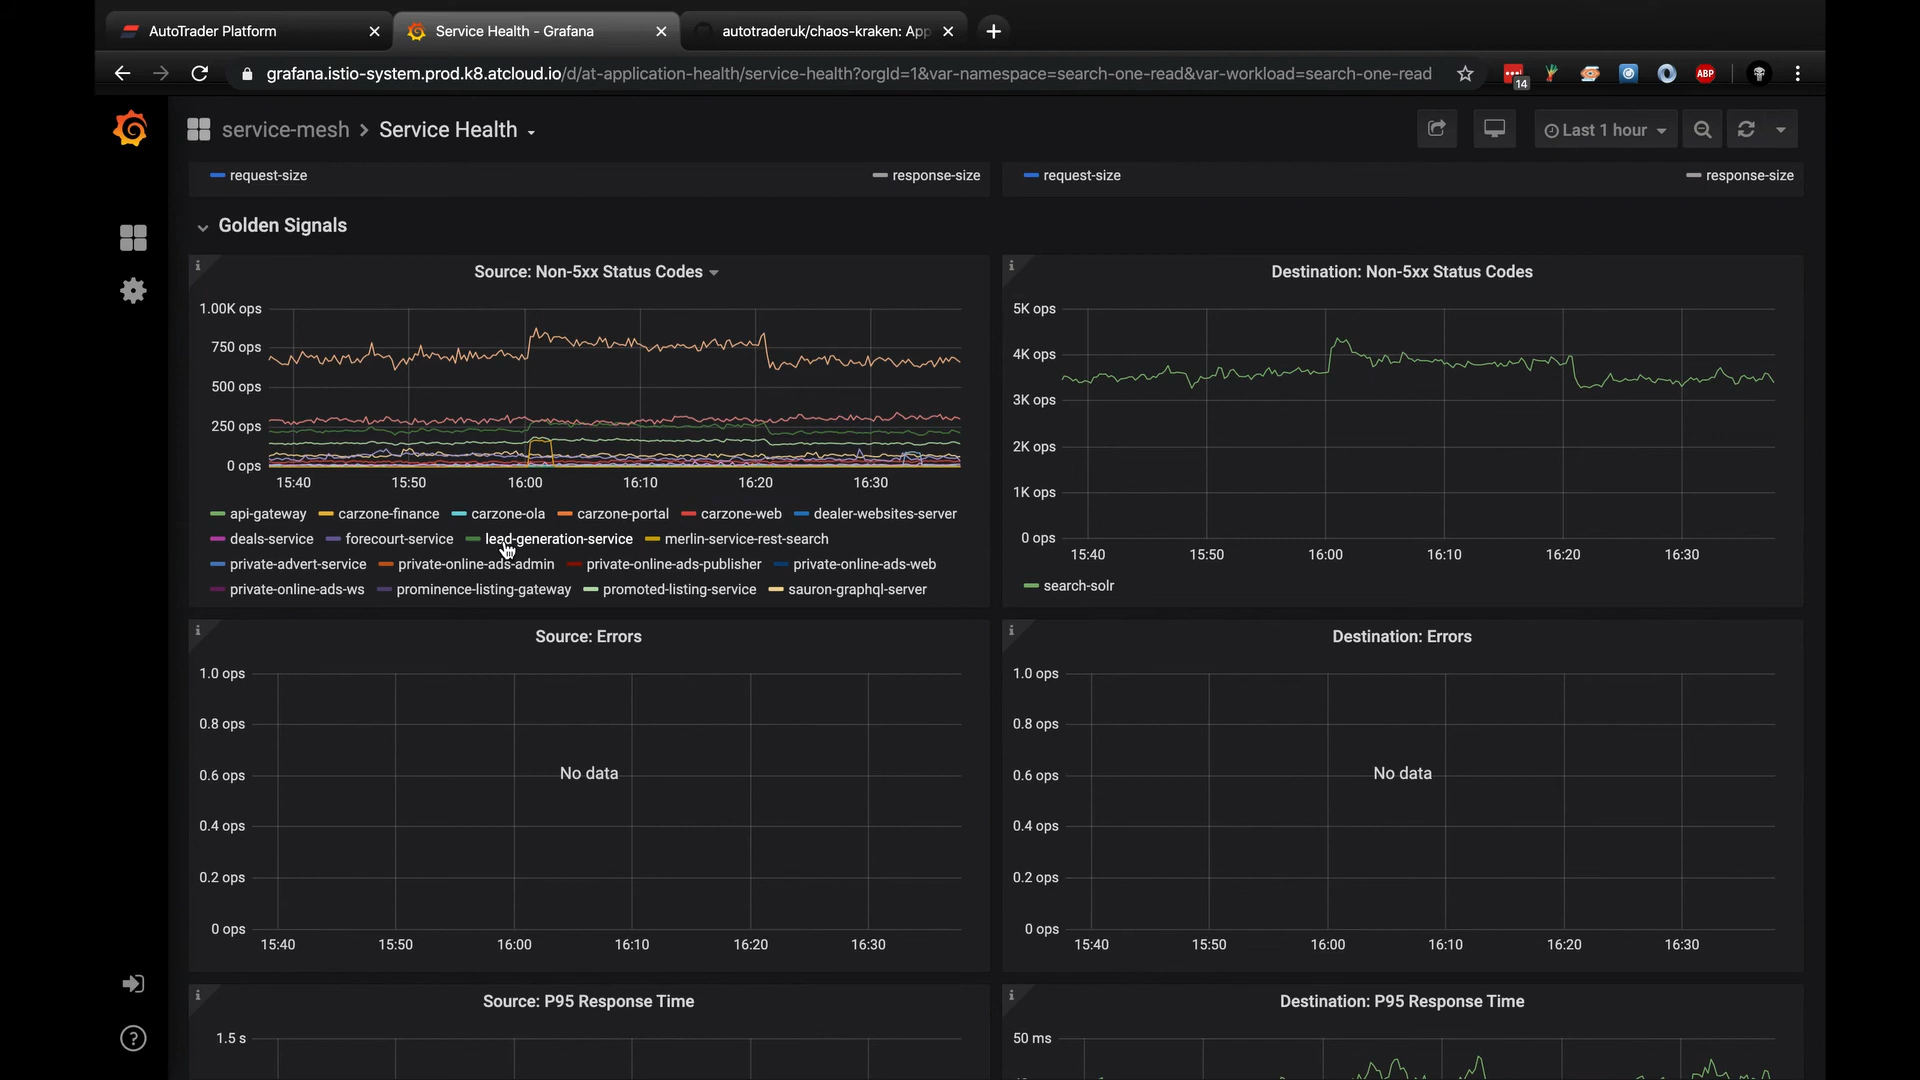 AutoTrader Platform
Service Health - Grafana
autotraderuk/chaos-kraken: App
grafana.istio-system.prod.k8.atcloud.io/d/at-application-health/service-health?orgId=1&var-namespace=search-one-read&var-workload=search-one-read
14
ABP
service-mesh > Service Health
Last 1 hour
request-size response-size
request-size response-size
Golden Signals
Source: Non-5xx Status Codes
1.00K ops
750 ops
500 ops
250 ops
0 ops
15:40 15:50 16:00 16:10 16:20 16:30
api-gateway carzone-finance carzone-ola carzone-portal carzone-web dealer-websites-server
deals-service forecourt-service lead-generation-service merlin-service-rest-search
private-advert-service private-online-ads-admin private-online-ads-publisher private-online-ads-web
private-online-ads-ws prominence-listing-gateway promoted-listing-service sauron-graphql-server
Destination: Non-5xx Status Codes
5K ops
4K ops
3K ops
2K ops
1K ops
0 ops
15:40 15:50 16:00 16:10 16:20 16:30
search-solr
Source: Errors
1.0 ops
0.8 ops
0.6 ops
0.4 ops
0.2 ops
0 ops
No data
15:40 15:50 16:00 16:10 16:20 16:30
Destination: Errors
1.0 ops
0.8 ops
0.6 ops
0.4 ops
0.2 ops
0 ops
No data
15:40 15:50 16:00 16:10 16:20 16:30
Source: P95 Response Time
1.5 s
Destination: P95 Response Time
50 ms